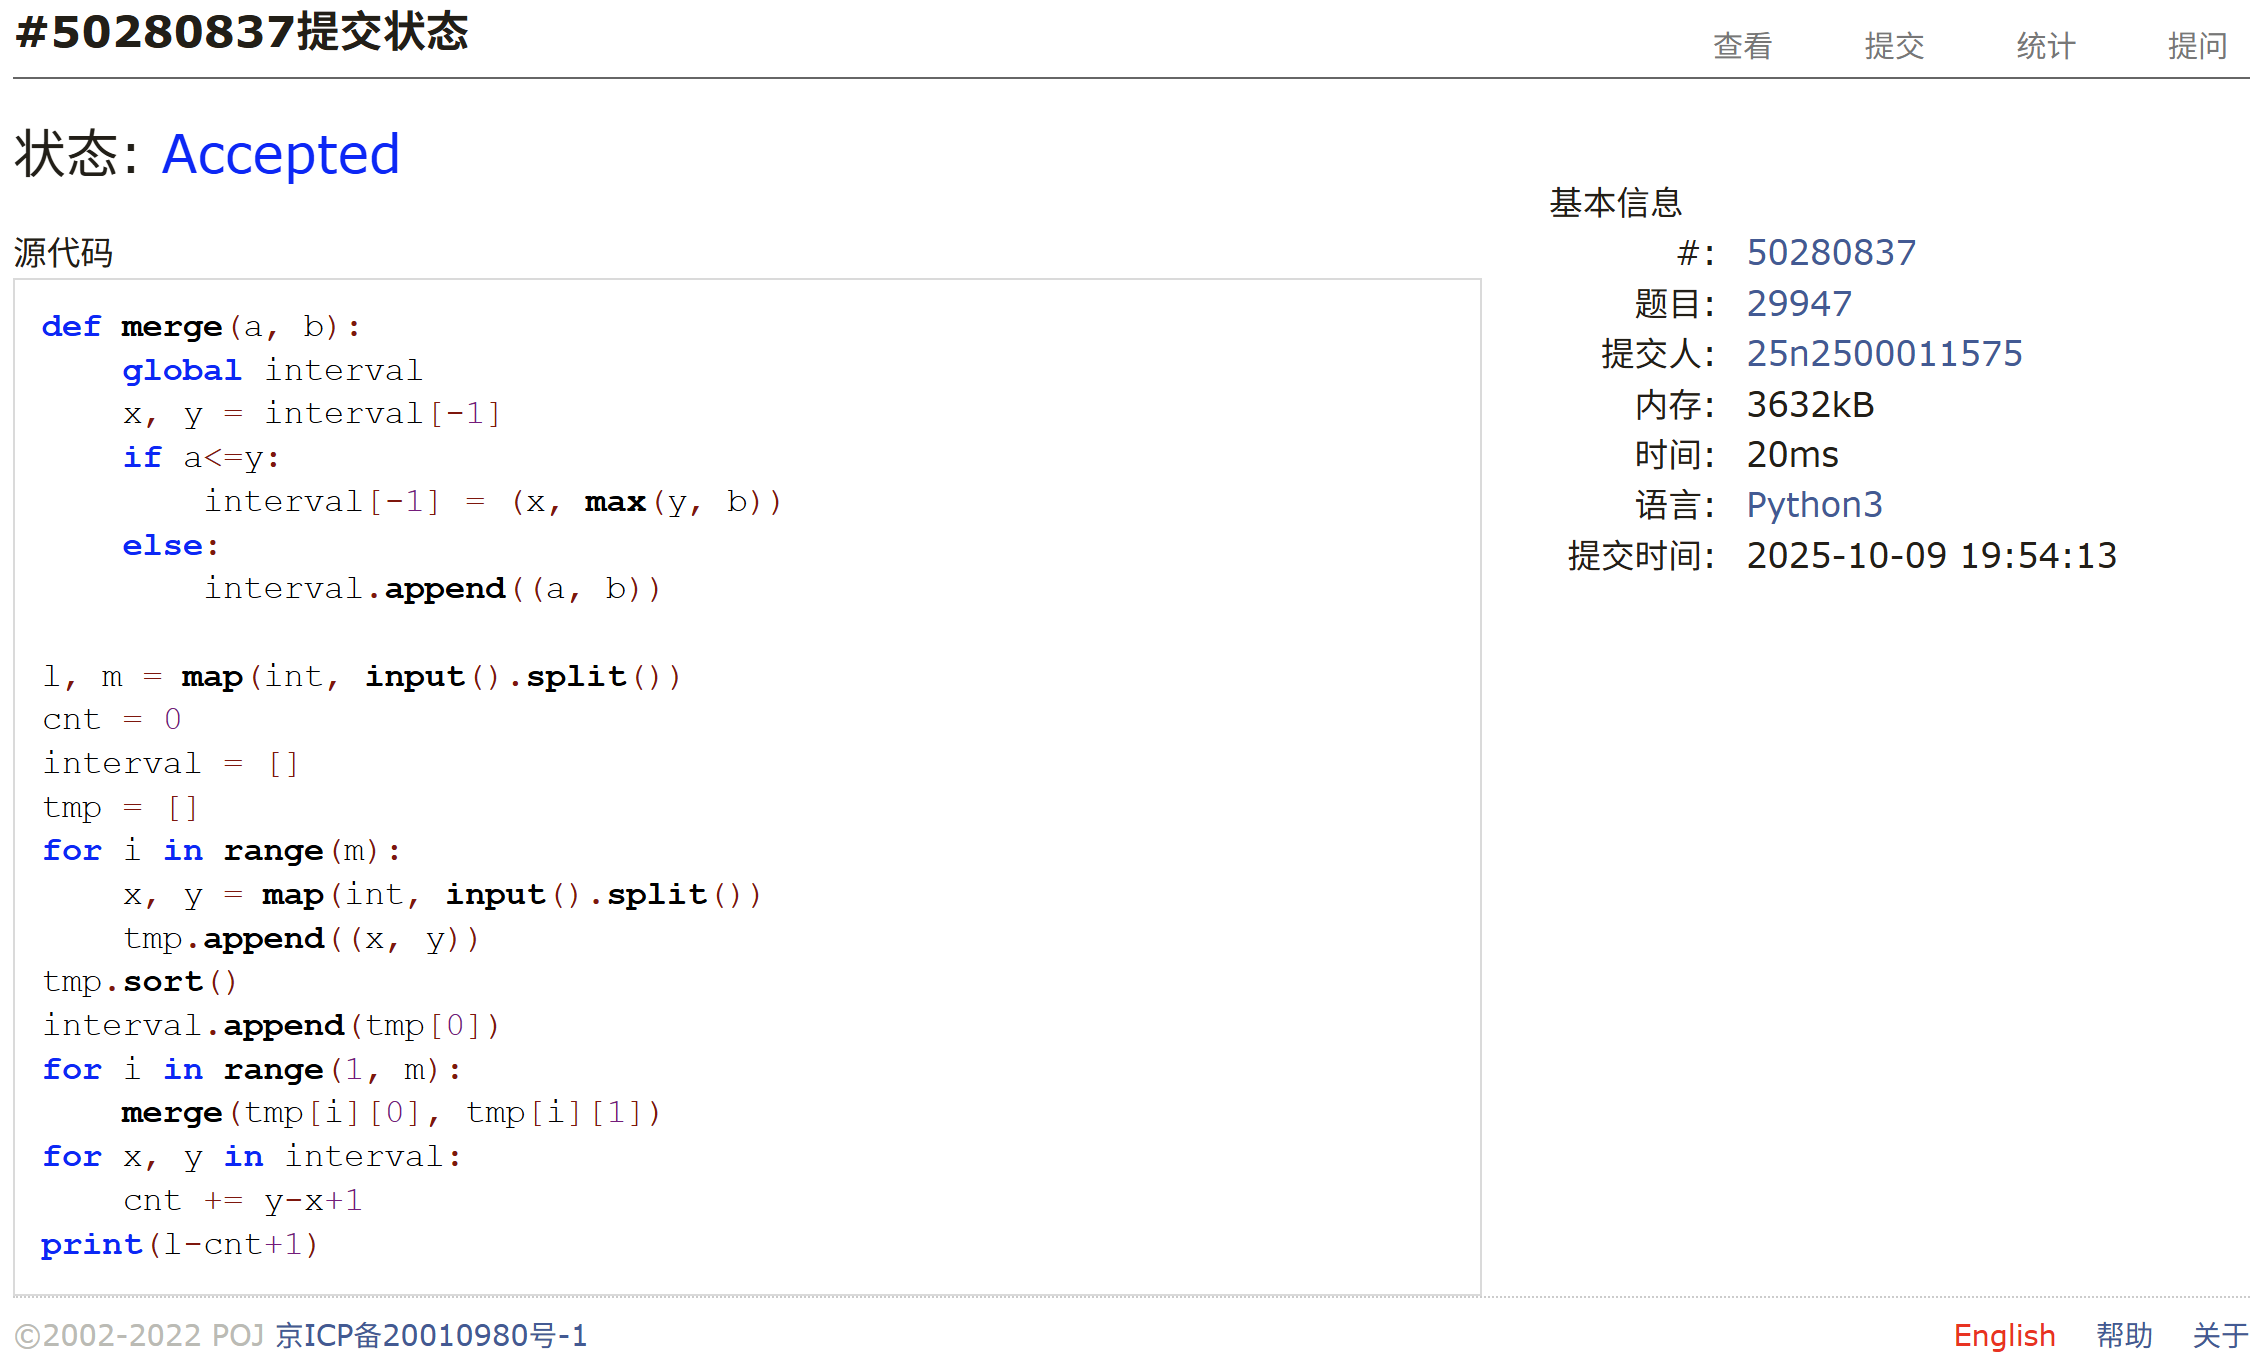 #50280837提交状态
查看 提交 统计 提问
状态: Accepted
源代码
def merge(a, b):
    global interval
    x, y = interval[-1]
    if a<=y:
        interval[-1] = (x, max(y, b))
    else:
        interval.append((a, b))

l, m = map(int, input().split())
cnt = 0
interval = []
tmp = []
for i in range(m):
    x, y = map(int, input().split())
    tmp.append((x, y))
tmp.sort()
interval.append(tmp[0])
for i in range(1, m):
    merge(tmp[i][0], tmp[i][1])
for x, y in interval:
    cnt += y-x+1
print(l-cnt+1)
基本信息
#: 50280837
题目: 29947
提交人: 25n2500011575
内存: 3632kB
时间: 20ms
语言: Python3
提交时间: 2025-10-09 19:54:13
©2002-2022 POJ 京ICP备20010980号-1
English 帮助 关于